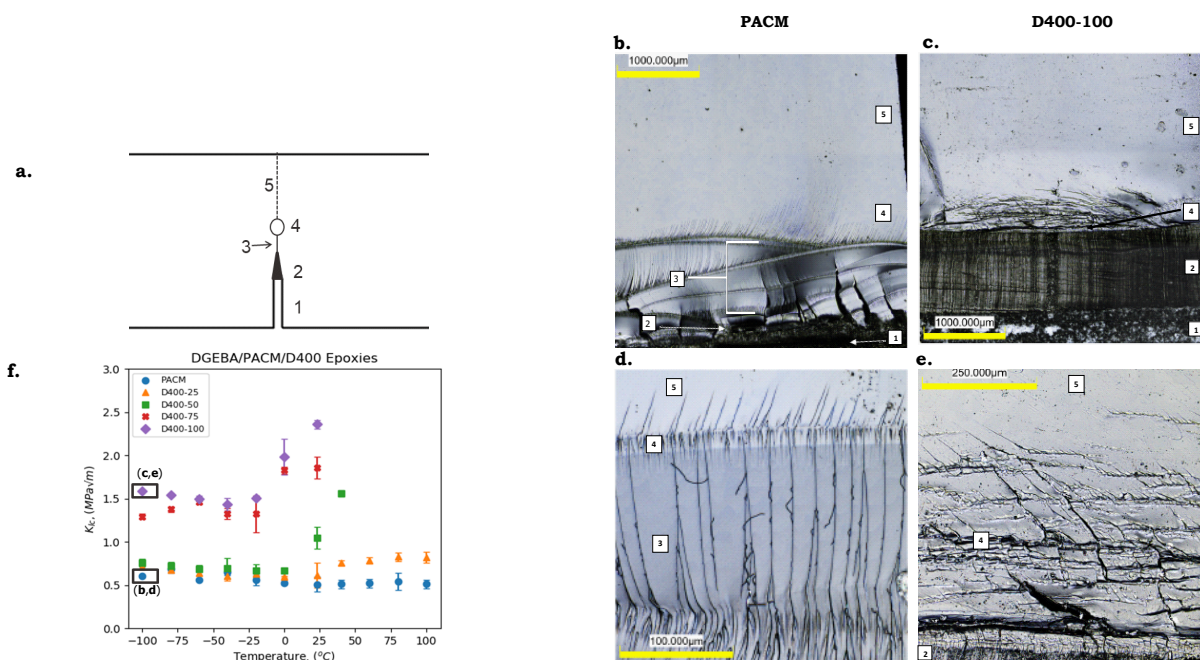 PACM
D400-100
a.
5
4
3
2
1
b.
1000.000µm
5
4
3
2
1
c.
5
4
2
1000.000µm
1
f.
DGEBA/PACM/D400 Epoxies
K_Ic, (MPa√m)
3.0
2.5
2.0
1.5
1.0
0.5
0.0
PACM
D400-25
D400-50
D400-75
D400-100
(c,e)
(b,d)
−100 −75 −50 −25 0 25 50 75 100
Temperature, (°C)
d.
5
4
3
100.000µm
e.
250.000µm
5
4
2